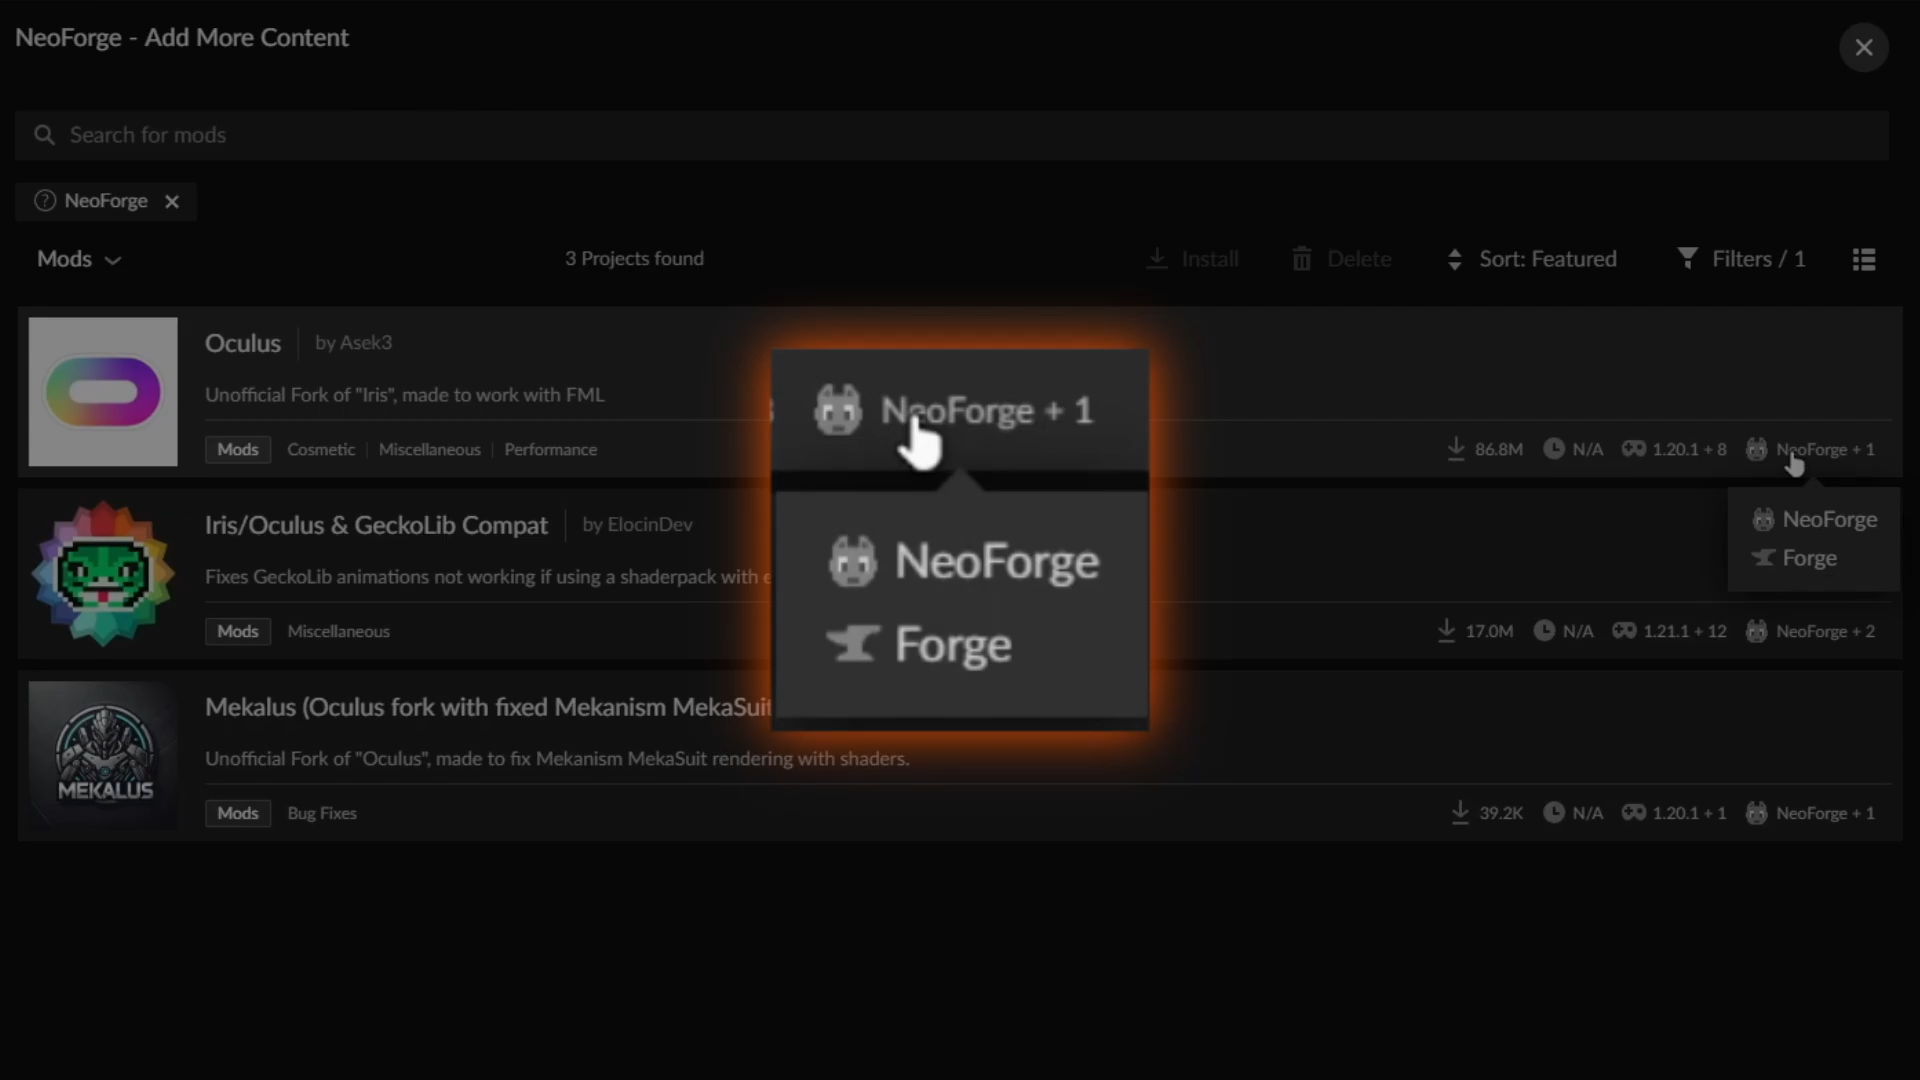 NeoForge - Add More Content
Search for mods
NeoForge
Mods
3 Projects found
Install
Delete
Sort: Featured
Filters / 1
Oculus
by Asek3
Unofficial Fork of "Iris", made to work with FML
Mods
Cosmetic
Miscellaneous
Performance
86.8M
N/A
1.20.1 + 8
NeoForge + 1
NeoForge
Forge
NeoForge + 1
NeoForge
Forge
Iris/Oculus & GeckoLib Compat
by ElocinDev
Fixes GeckoLib animations not working if using a shaderpack with
Mods
Miscellaneous
17.0M
N/A
1.21.1 + 12
NeoForge + 2
MEKALUS
Mekalus (Oculus fork with fixed Mekanism MekaSuit
Unofficial Fork of "Oculus", made to fix Mekanism MekaSuit rendering with shaders.
Mods
Bug Fixes
39.2K
N/A
1.20.1 + 1
NeoForge + 1